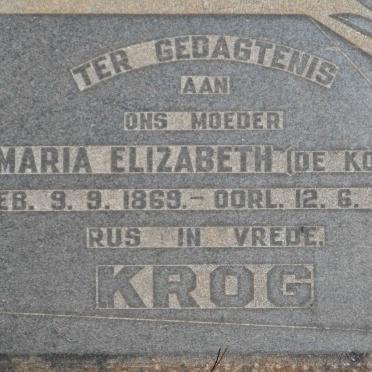 TER GEDAGTENIS
AAN
ONS MOEDER
MARIA ELIZABETH (DE KO
EB. 9. 9. 1869.- OORL. 12. 6.
RUS IN VREDE.
KROG